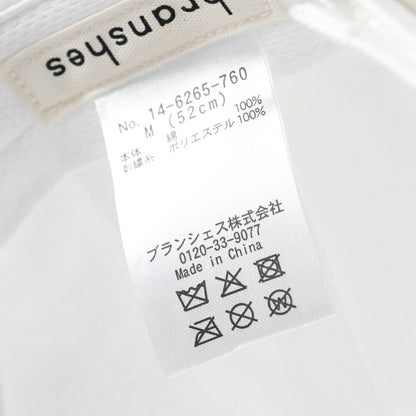 branshes
No. 14-6265-760
M (52cm)
本体 綿 100%
刺繍糸 ポリエステル 100%
ブランシェス株式会社
0120-33-9077
Made in China